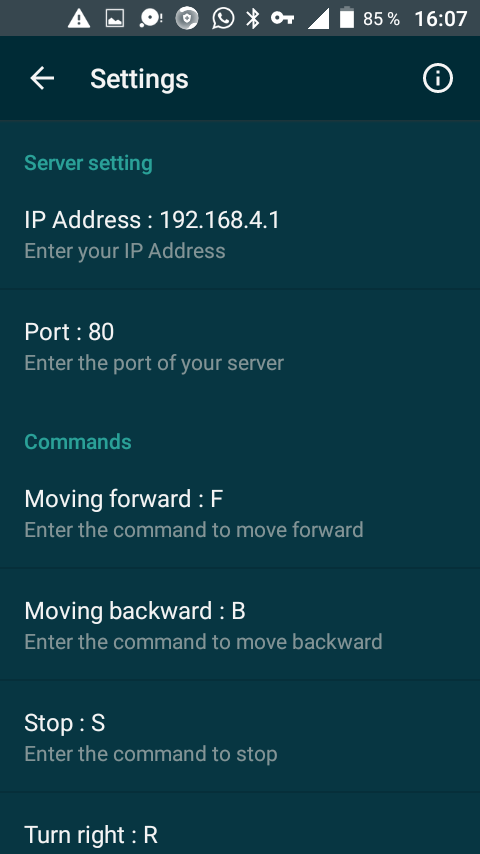 85 % 16:07
Settings
Server setting
IP Address : 192.168.4.1
Enter your IP Address
Port : 80
Enter the port of your server
Commands
Moving forward : F
Enter the command to move forward
Moving backward : B
Enter the command to move backward
Stop : S
Enter the command to stop
Turn right : R